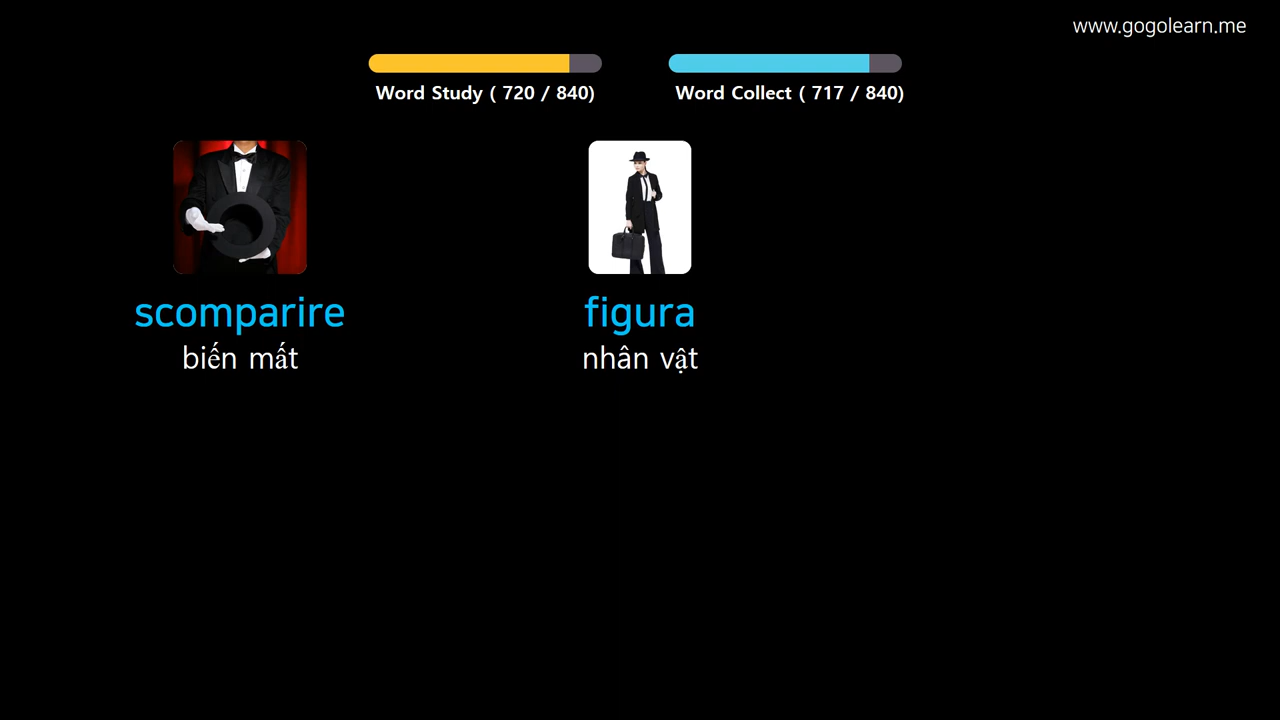 www.gogolearn.me
Word Study ( 720 / 840)
Word Collect ( 717 / 840)
scomparire
biến mất
figura
nhân vật